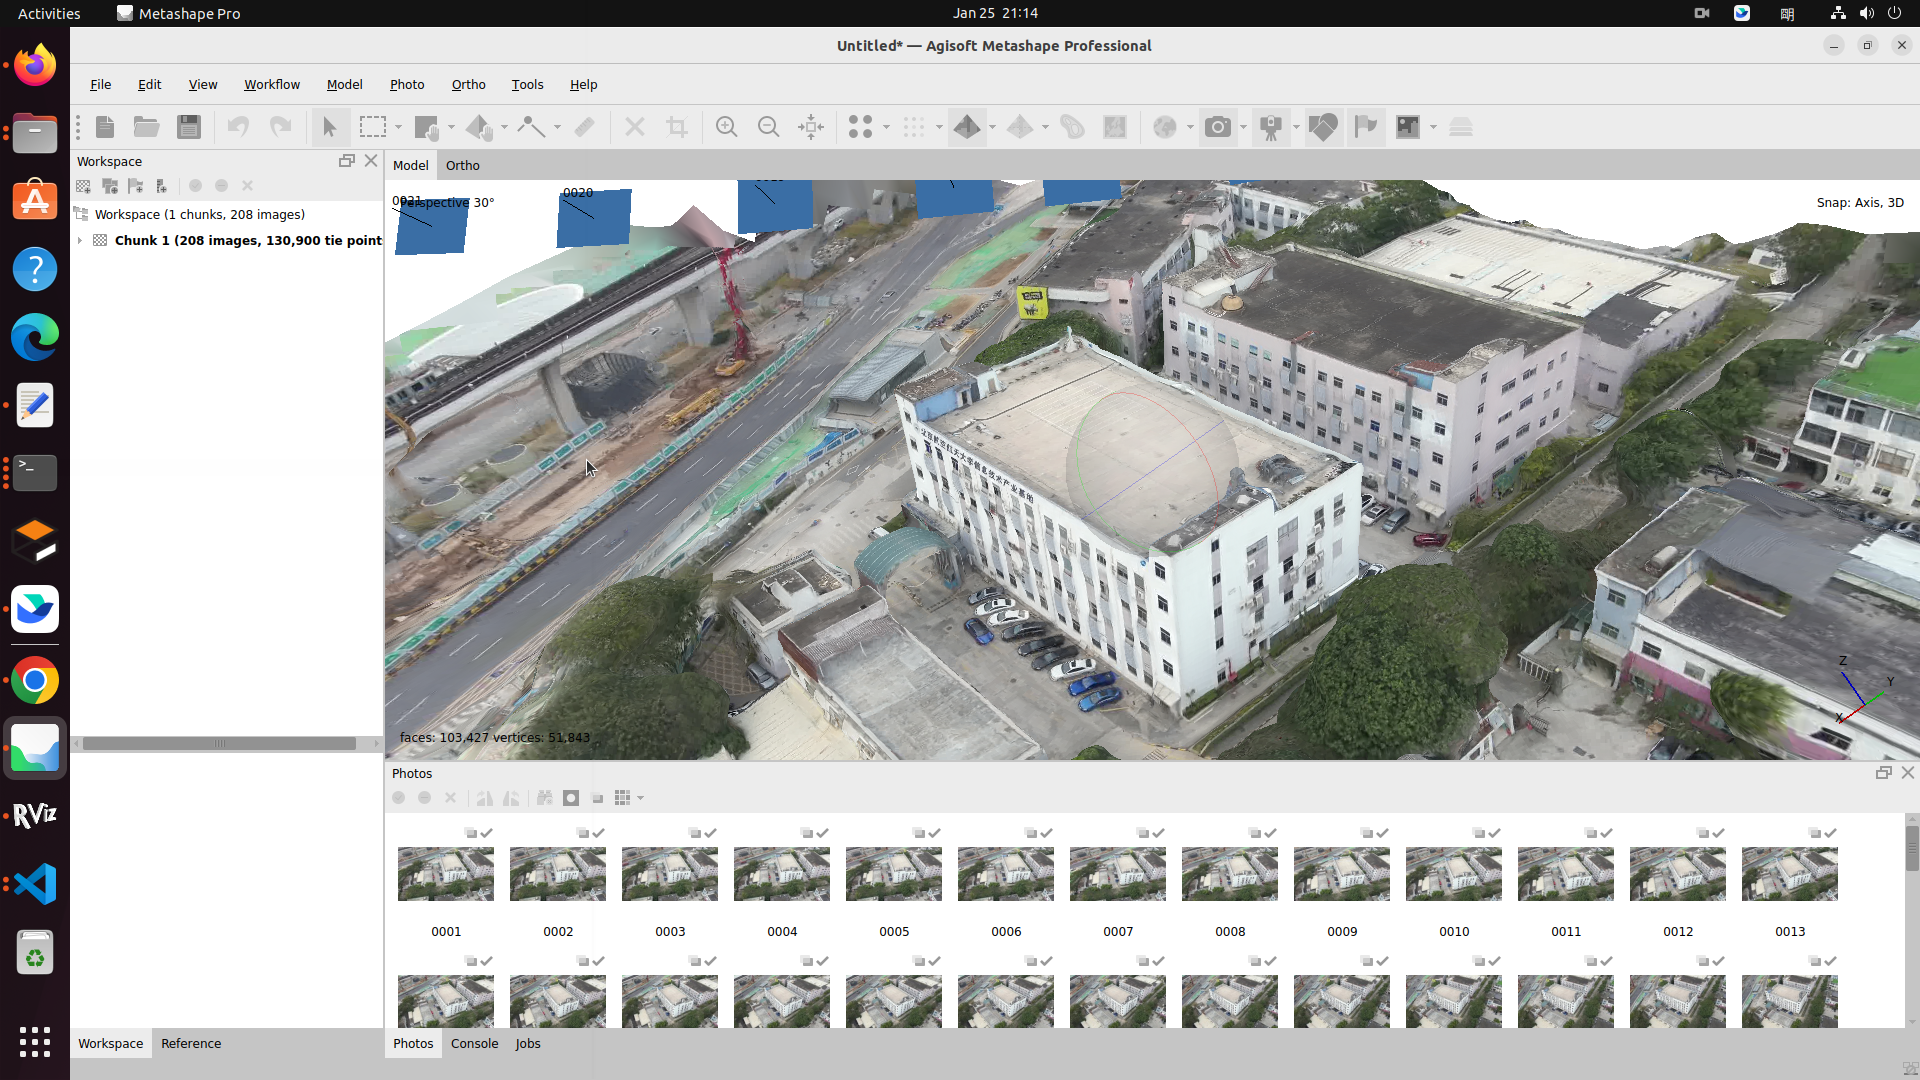 Activities
Metashape Pro
Jan 25 21:14
Untitled* — Agisoft Metashape Professional
File
Edit
View
Workflow
Model
Photo
Ortho
Tools
Help
Workspace
Model
Ortho
Workspace (1 chunks, 208 images)
Chunk 1 (208 images, 130,900 tie point
0021
Perspective 30°
0020
Snap: Axis, 3D
Z
Y
X
faces: 103,427 vertices: 51,843
Photos
0001
0002
0003
0004
0005
0006
0007
0008
0009
0010
0011
0012
0013
Workspace
Reference
Photos
Console
Jobs
RViz